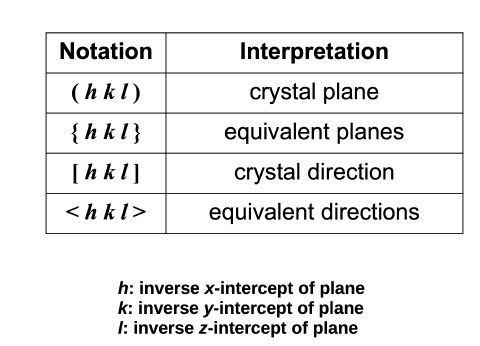 Notation Interpretation
( h k l ) crystal plane
{ h k l } equivalent planes
[ h k l ] crystal direction
< h k l > equivalent directions
h: inverse x-intercept of plane
k: inverse y-intercept of plane
l: inverse z-intercept of plane